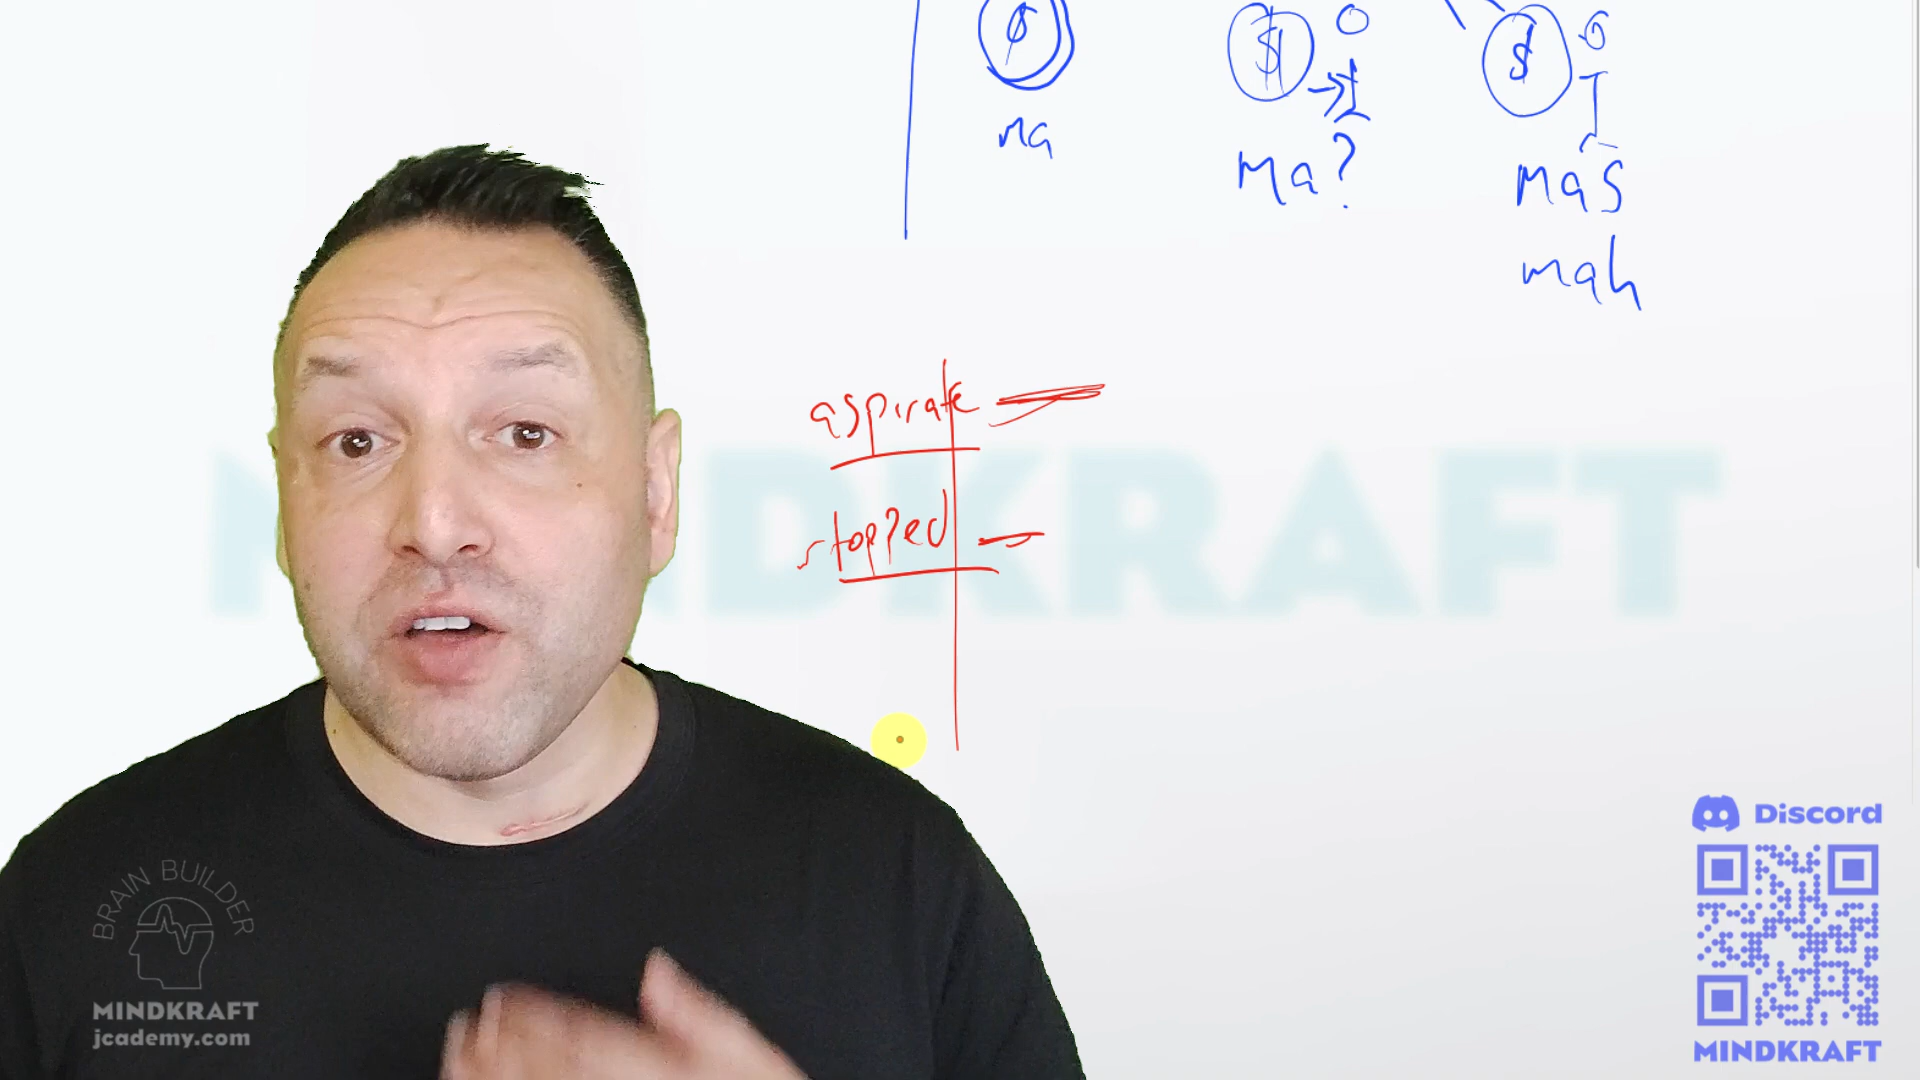 $ $ O $ O
ma Ma? mas
mah
aspirate
stopped
MINDKRAFT
BRAIN BUILDER
MINDKRAFT
jcademy.com
Discord
MINDKRAFT